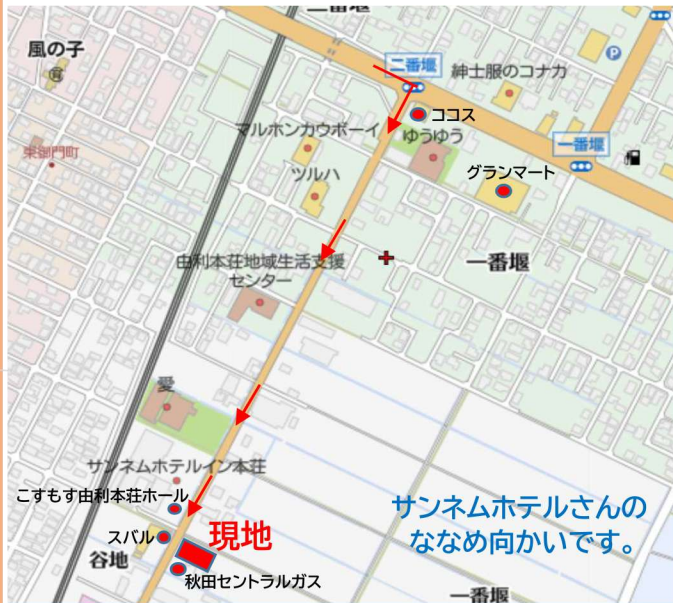 二番堰
風の子
二番堰
紳士服のコナカ
ココス
マルホンカウボーイ
ゆうゆう
一番堰
東御門町
ツルハ
グランマート
由利本荘地域生活支援
センター
一番堰
愛
サンネムホテルイン本荘
こすもす由利本荘ホール
サンネムホテルさんの
ななめ向かいです。
スバル
現地
谷地
秋田セントラルガス
一番堰